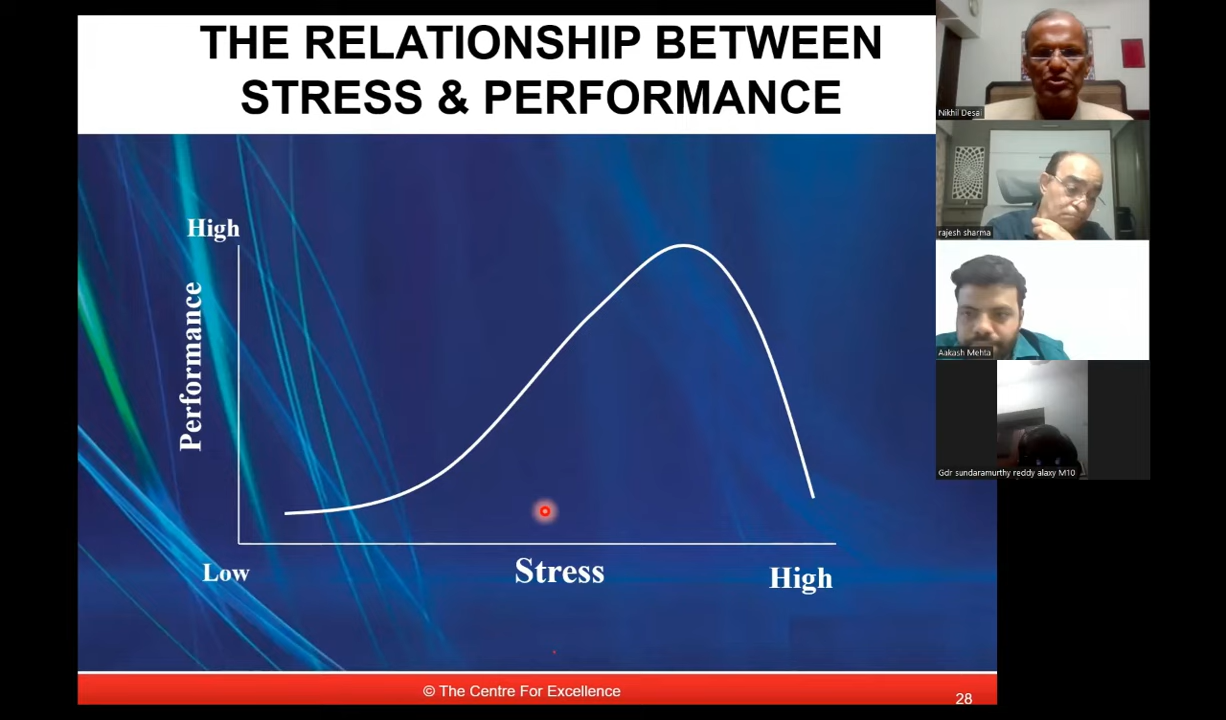 THE RELATIONSHIP BETWEEN
STRESS & PERFORMANCE
High
Performance
Low
Stress
High
© The Centre For Excellence
28
Nikhil Desai
rajesh sharma
Aakash Mehta
Gdr sundaramurthy reddy alaxy M10